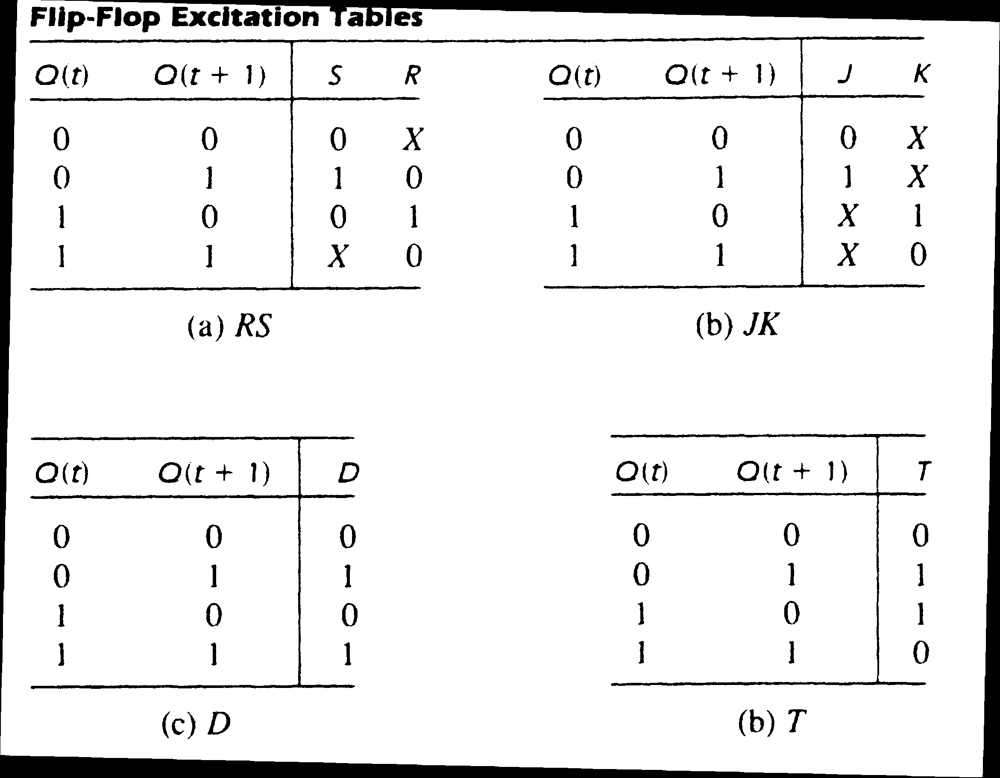 Flip-Flop Excitation Tables
Q(t) Q(t + 1) S R
0 0 0 X
0 1 1 0
1 0 0 1
1 1 X 0
(a) RS
Q(t) Q(t + 1) J K
0 0 0 X
0 1 1 X
1 0 X 1
1 1 X 0
(b) JK
Q(t) Q(t + 1) D
0 0 0
0 1 1
1 0 0
1 1 1
(c) D
Q(t) Q(t + 1) T
0 0 0
0 1 1
1 0 1
1 1 0
(b) T